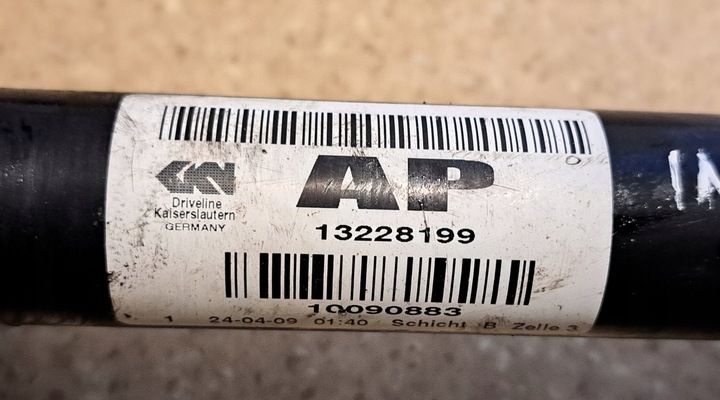 GKN
Driveline
Kaiserslautern
GERMANY
AP
13228199
10090883
1 24-04-09 01:40 Schicht B Zelle 3